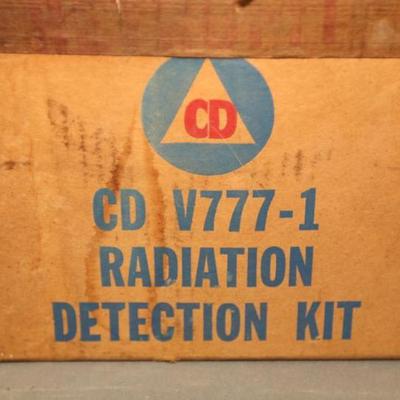 CD
CD V777-1
RADIATION
DETECTION KIT